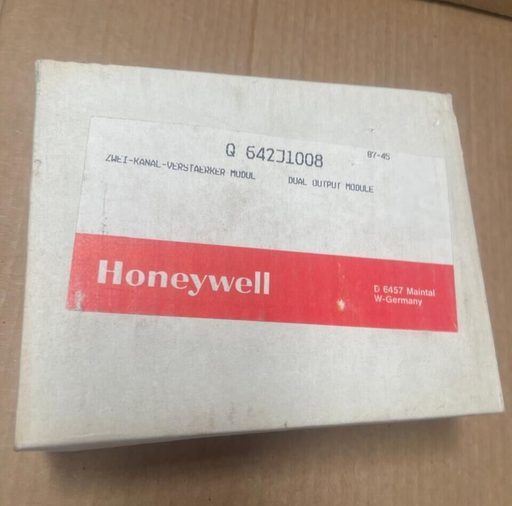 Q 642J1008 87-45
ZWEI-KANAL-VERSTAERKER MODUL DUAL OUTPUT MODULE
Honeywell
D 6457 Maintal
W-Germany